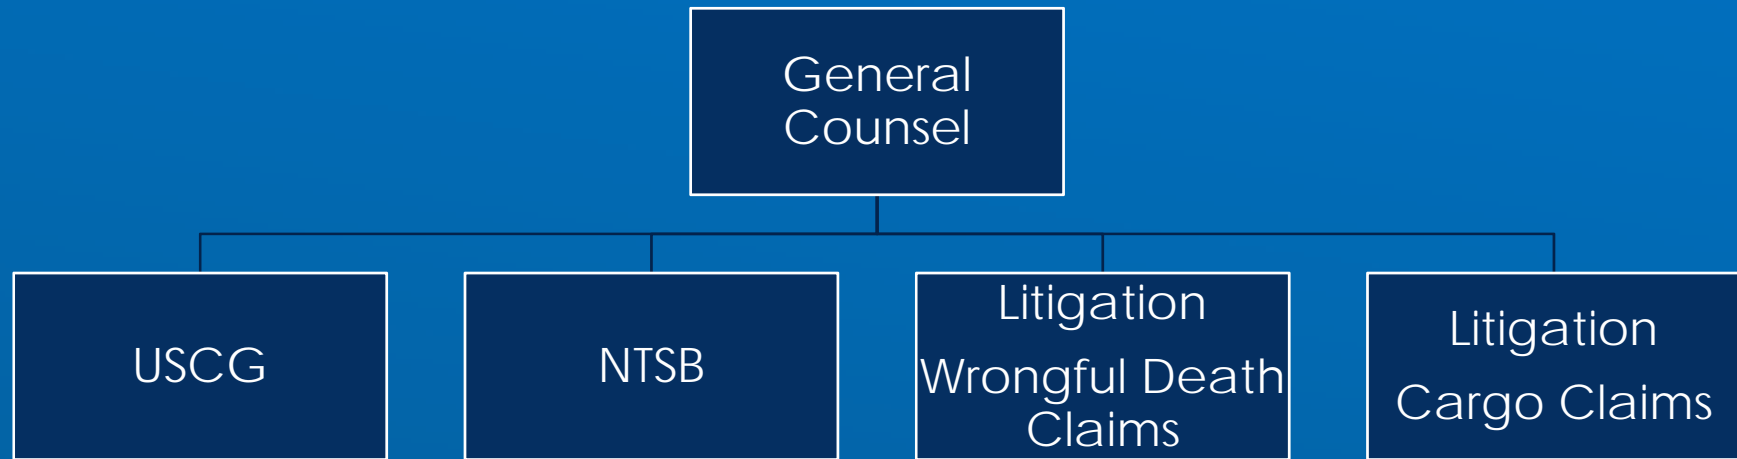 General
Counsel
USCG
NTSB
Litigation
Wrongful Death
Claims
Litigation
Cargo Claims